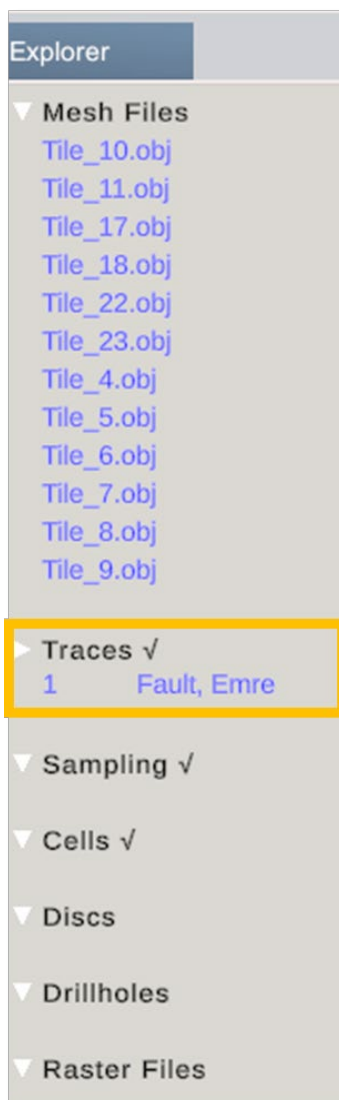 Explorer
Mesh Files
Tile_10.obj
Tile_11.obj
Tile_17.obj
Tile_18.obj
Tile_22.obj
Tile_23.obj
Tile_4.obj
Tile_5.obj
Tile_6.obj
Tile_7.obj
Tile_8.obj
Tile_9.obj
Traces √
1 Fault, Emre
Sampling √
Cells √
Discs
Drillholes
Raster Files